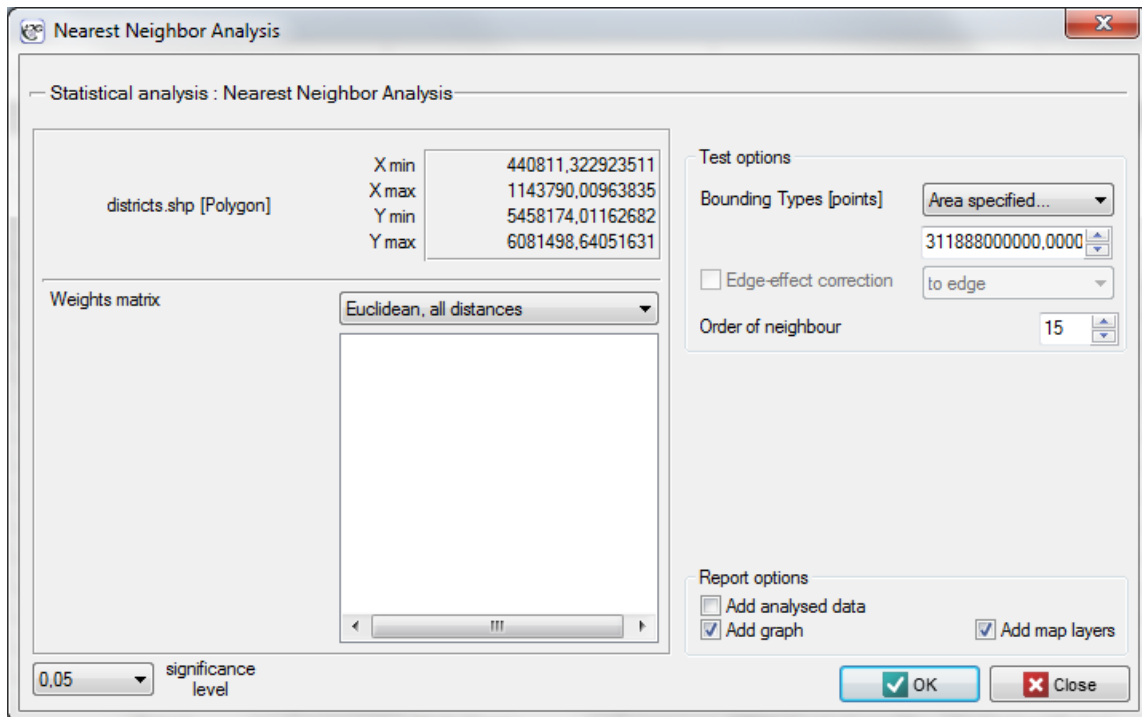 Nearest Neighbor Analysis
Statistical analysis : Nearest Neighbor Analysis
districts.shp [Polygon]
X min 440811,322923511
X max 1143790,00963835
Y min 5458174,01162682
Y max 6081498,64051631
Weights matrix
Euclidean, all distances
Test options
Bounding Types [points] Area specified...
311888000000,0000
Edge-effect correction to edge
Order of neighbour 15
Report options
Add analysed data
Add graph Add map layers
0,05 significance
level
OK Close